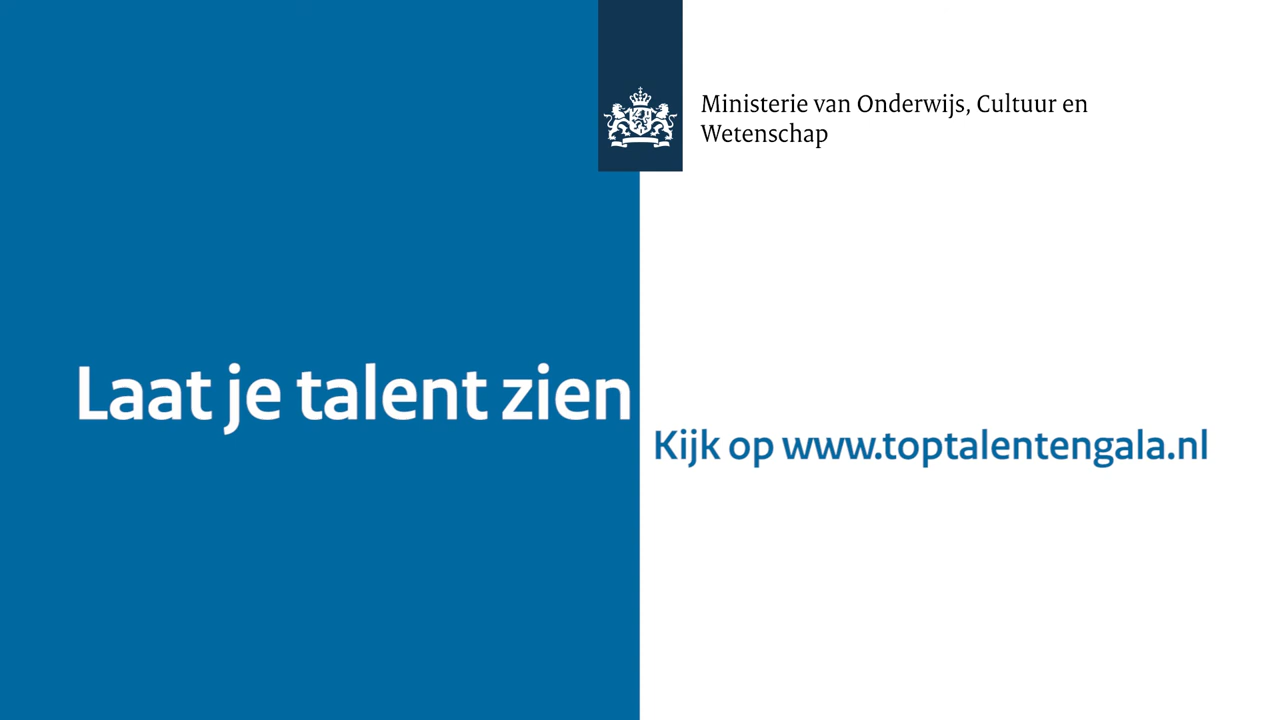 Ministerie van Onderwijs, Cultuur en
Wetenschap
Laat je talent zien
Kijk op www.toptalentengala.nl